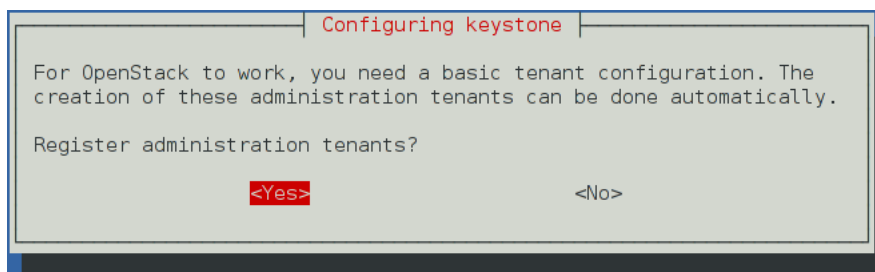 Configuring keystone
For OpenStack to work, you need a basic tenant configuration. The
creation of these administration tenants can be done automatically.
Register administration tenants?
<Yes> <No>